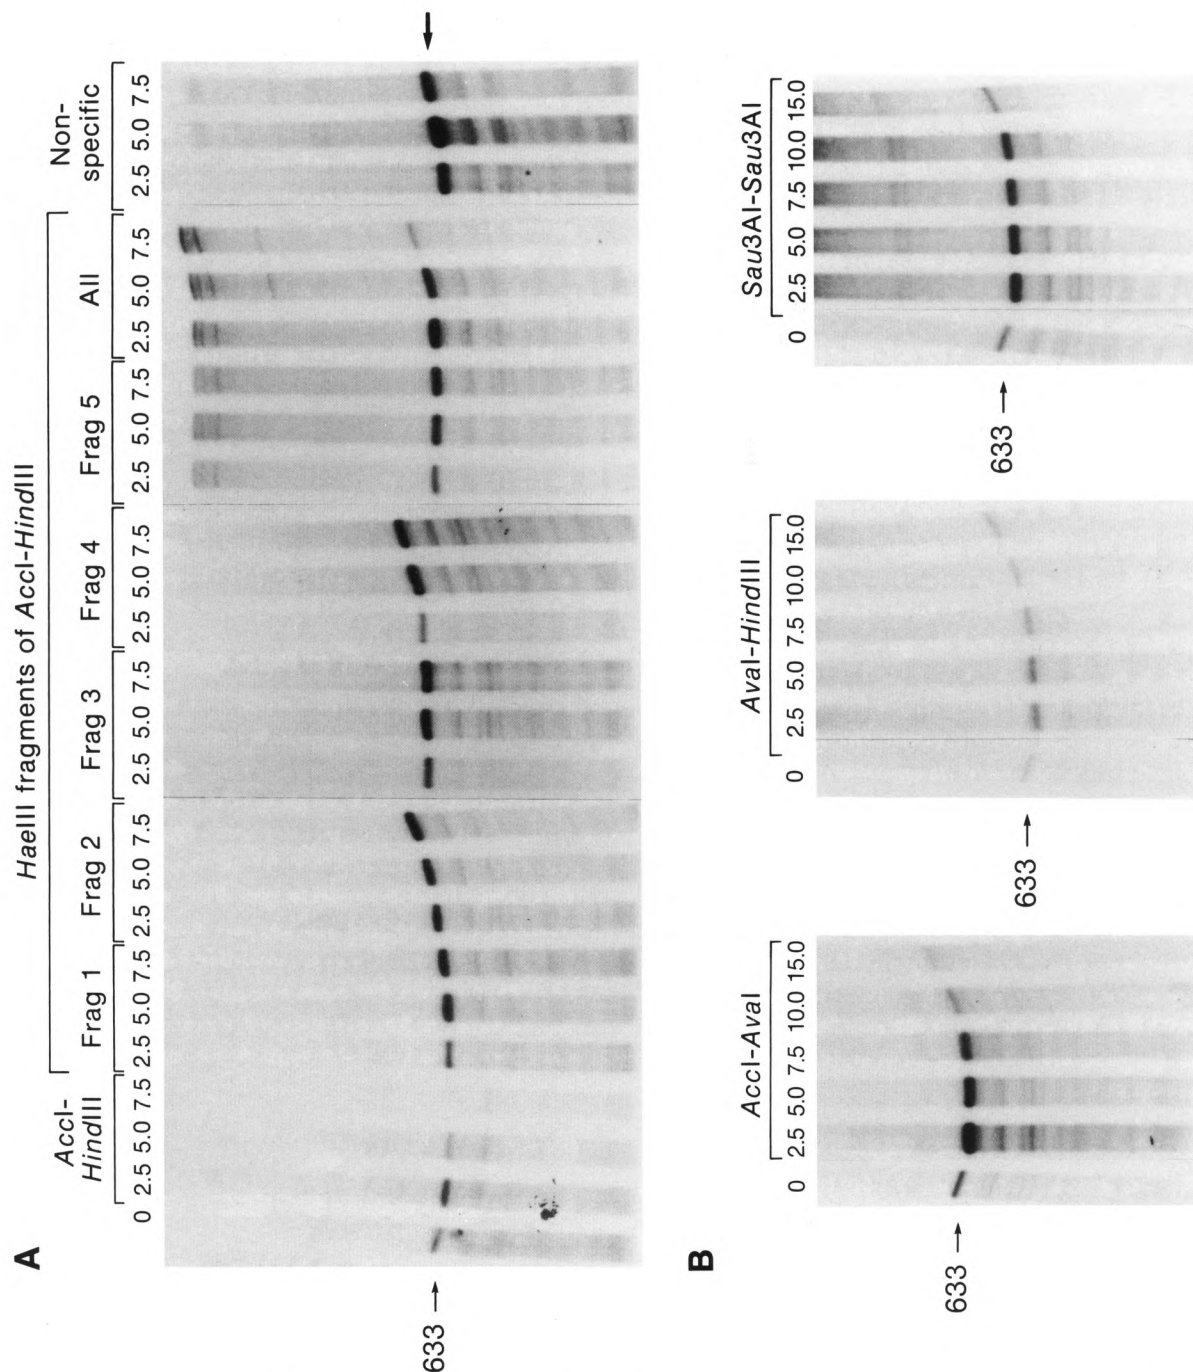 A
HaeIII fragments of AccI-HindIII
AccI-
HindIII
Frag 1
Frag 2
Frag 3
Frag 4
Frag 5
All
Non-
specific
0 2.5 5.0 7.5 2.5 5.0 7.5 2.5 5.0 7.5 2.5 5.0 7.5 2.5 5.0 7.5 2.5 5.0 7.5 2.5 5.0 7.5 2.5 5.0 7.5
633 →
B
AccI-AvaI
0 2.5 5.0 7.5 10.0 15.0
633 →
AvaI-HindIII
0 2.5 5.0 7.5 10.0 15.0
633 →
Sau3AI-Sau3AI
0 2.5 5.0 7.5 10.0 15.0
633 →